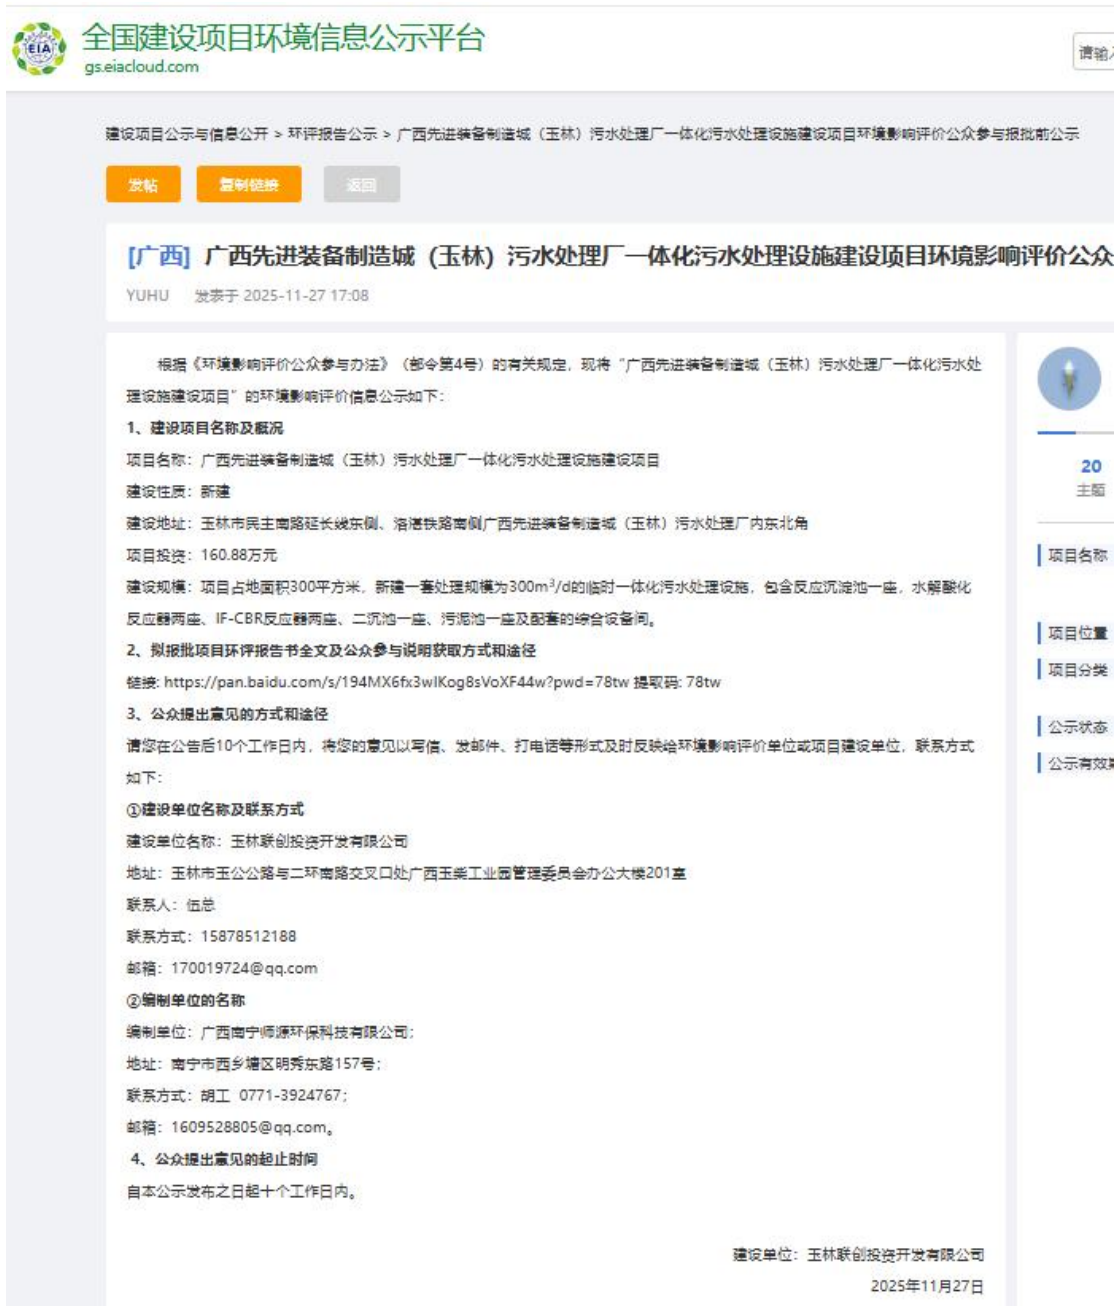 全国建设项目环境信息公示平台
gs.eiacloud.com
请输入
建设项目公示与信息公开 > 环评报告公示 > 广西先进装备制造城（玉林）污水处理厂一体化污水处理设施建设项目环境影响评价公众参与报批前公示
发帖 复制链接 返回
[广西] 广西先进装备制造城（玉林）污水处理厂一体化污水处理设施建设项目环境影响评价公众
YUHU 发表于 2025-11-27 17:08
根据《环境影响评价公众参与办法》（部令第4号）的有关规定，现将“广西先进装备制造城（玉林）污水处理厂一体化污水处
理设施建设项目”的环境影响评价信息公示如下：
1、建设项目名称及概况
项目名称：广西先进装备制造城（玉林）污水处理厂一体化污水处理设施建设项目
建设性质：新建
建设地址：玉林市民主南路延长线东侧、洛湛铁路南侧广西先进装备制造城（玉林）污水处理厂内东北角
项目投资：160.88万元
建设规模：项目占地面积300平方米，新建一套处理规模为300m³/d的临时一体化污水处理设施，包含反应沉淀池一座，水解酸化
反应器两座、IF-CBR反应器两座、二沉池一座、污泥池一座及配套的综合设备间。
2、拟报批项目环评报告书全文及公众参与说明获取方式和途径
链接: https://pan.baidu.com/s/194MX6fx3wIKog8sVoXF44w?pwd=78tw 提取码: 78tw
3、公众提出意见的方式和途径
请您在公告后10个工作日内，将您的意见以写信、发邮件、打电话等形式及时反映给环境影响评价单位或项目建设单位，联系方式
如下：
①建设单位名称及联系方式
建设单位名称：玉林联创投资开发有限公司
地址：玉林市玉公公路与二环南路交叉口处广西玉柴工业园管理委员会办公大楼201室
联系人：伍总
联系方式：15878512188
邮箱：170019724@qq.com
②编制单位的名称
编制单位：广西南宁师源环保科技有限公司；
地址：南宁市西乡塘区明秀东路157号；
联系方式：胡工 0771-3924767；
邮箱：1609528805@qq.com。
4、公众提出意见的起止时间
自本公示发布之日起十个工作日内。
建设单位：玉林联创投资开发有限公司
2025年11月27日
20
主题
项目名称
项目位置
项目分类
公示状态
公示有效期